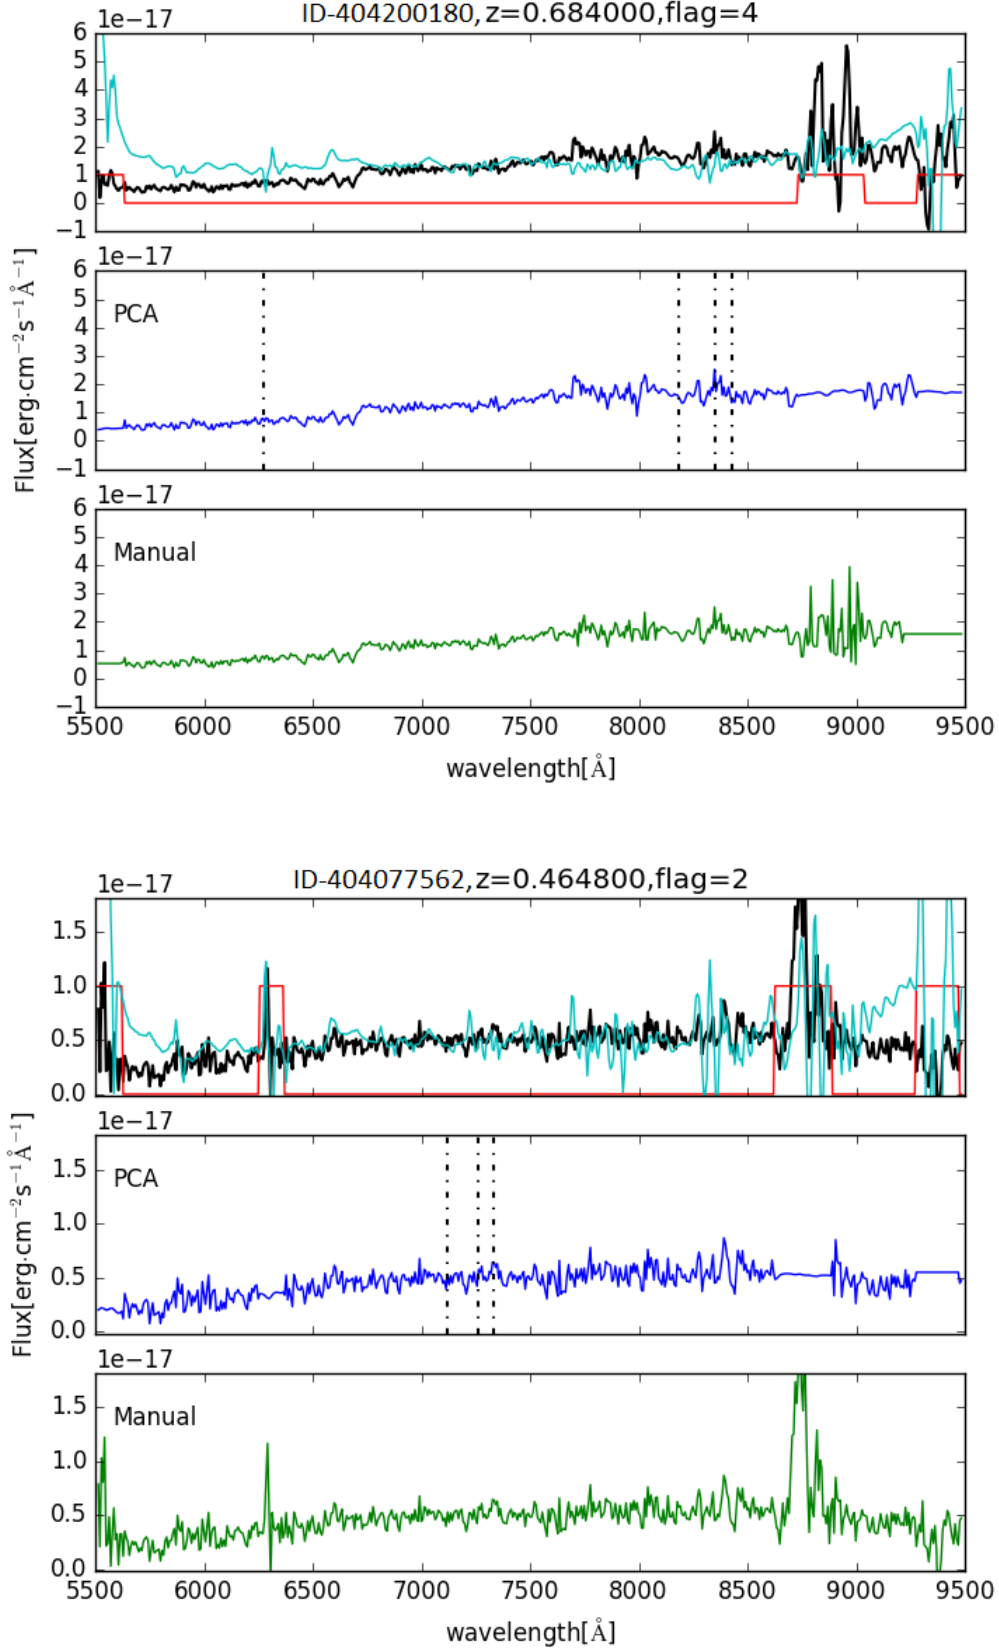 ID-404200180, z=0.684000,flag=4
1e−17
6
5
4
3
2
1
0
−1
1e−17
6
5
4
3
2
1
0
−1
PCA
Flux[erg.cm⁻²s⁻¹Å⁻¹]
1e−17
6
5
4
3
2
1
0
−1
Manual
5500 6000 6500 7000 7500 8000 8500 9000 9500
wavelength[Å]
ID-404077562,z=0.464800,flag=2
1e−17
1.5
1.0
0.5
0.0
1e−17
1.5
1.0
0.5
0.0
PCA
Flux[erg.cm⁻²s⁻¹Å⁻¹]
1e−17
1.5
1.0
0.5
0.0
Manual
5500 6000 6500 7000 7500 8000 8500 9000 9500
wavelength[Å]